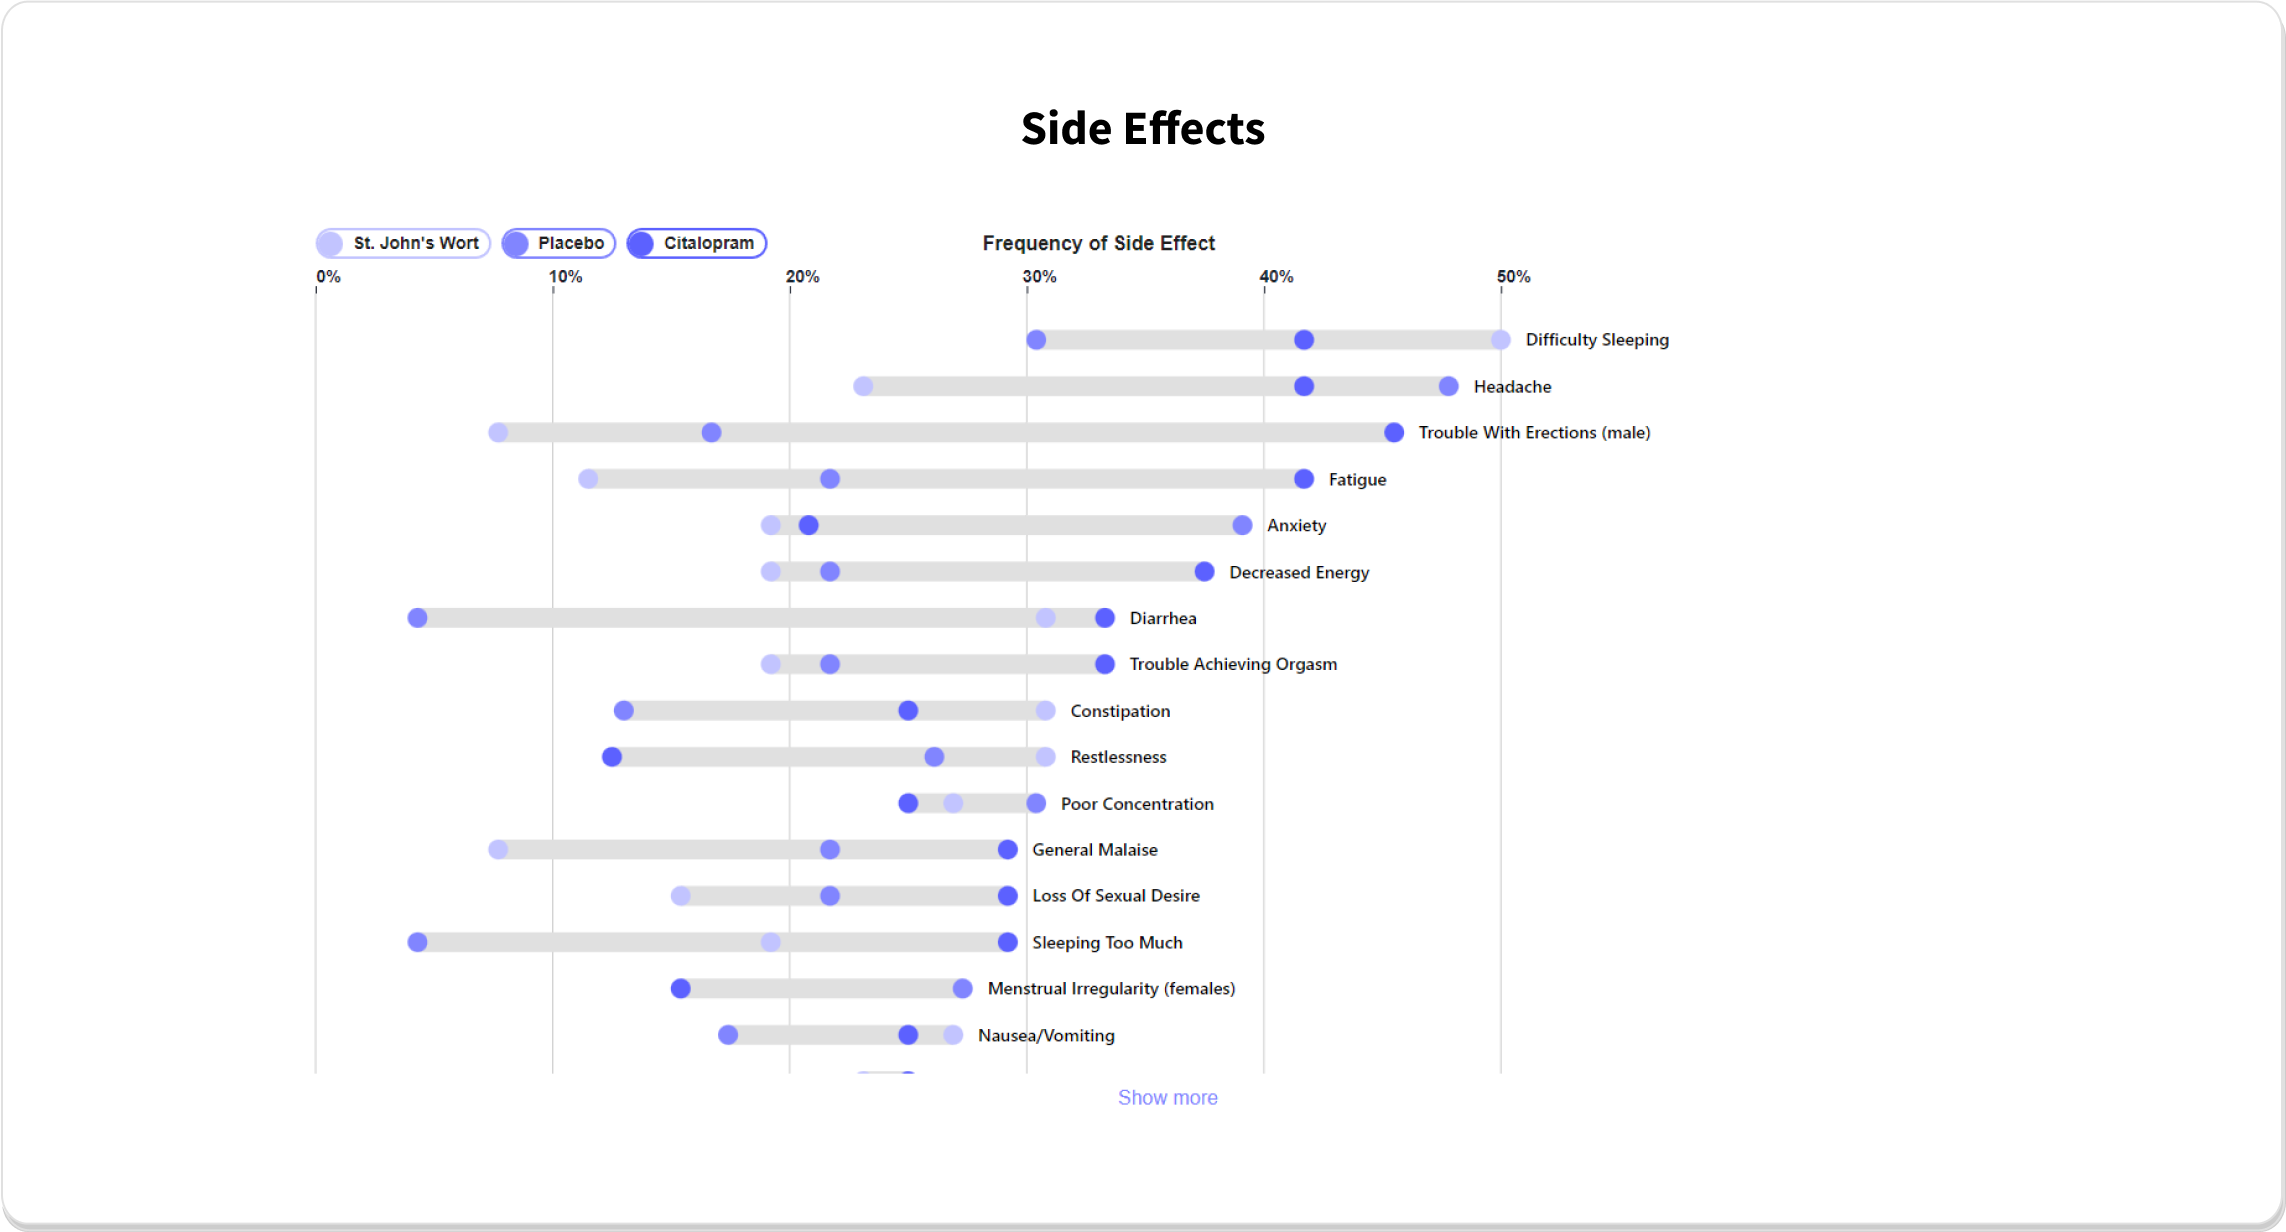 Side Effects
St. John's Wort Placebo Citalopram
Frequency of Side Effect
0% 10% 20% 30% 40% 50%
Difficulty Sleeping
Headache
Trouble With Erections (male)
Fatigue
Anxiety
Decreased Energy
Diarrhea
Trouble Achieving Orgasm
Constipation
Restlessness
Poor Concentration
General Malaise
Loss Of Sexual Desire
Sleeping Too Much
Menstrual Irregularity (females)
Nausea/Vomiting
Show more